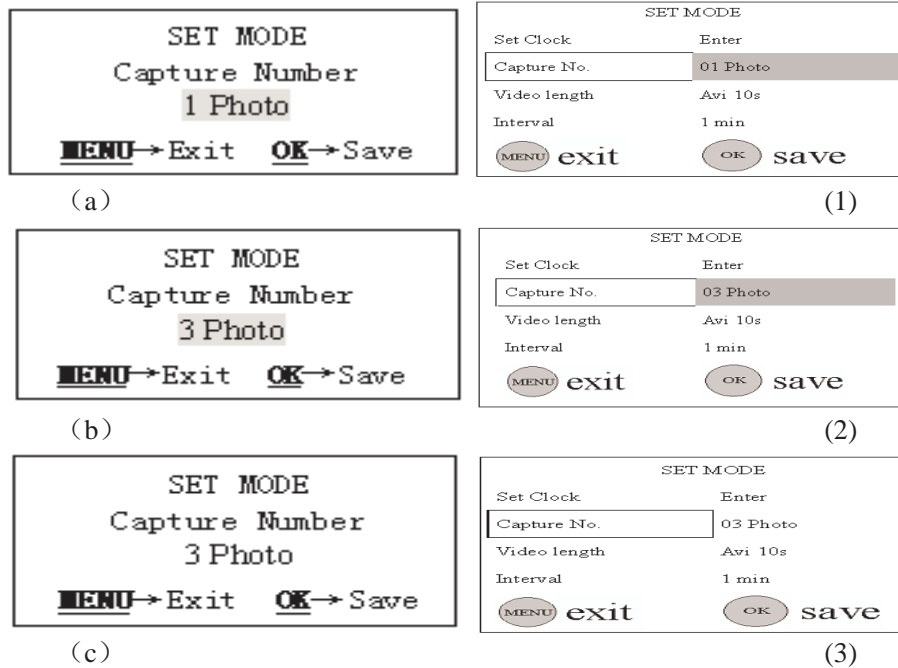 SET MODE
Capture Number
1 Photo
MENU→Exit OK→Save
(a)
SET MODE
Set Clock Enter
Capture No. 01 Photo
Video length Avi 10s
Interval 1 min
MENU exit OK save
(1)
SET MODE
Capture Number
3 Photo
MENU→Exit OK→Save
(b)
SET MODE
Set Clock Enter
Capture No. 03 Photo
Video length Avi 10s
Interval 1 min
MENU exit OK save
(2)
SET MODE
Capture Number
3 Photo
MENU→Exit OK→Save
(c)
SET MODE
Set Clock Enter
Capture No. 03 Photo
Video length Avi 10s
Interval 1 min
MENU exit OK save
(3)